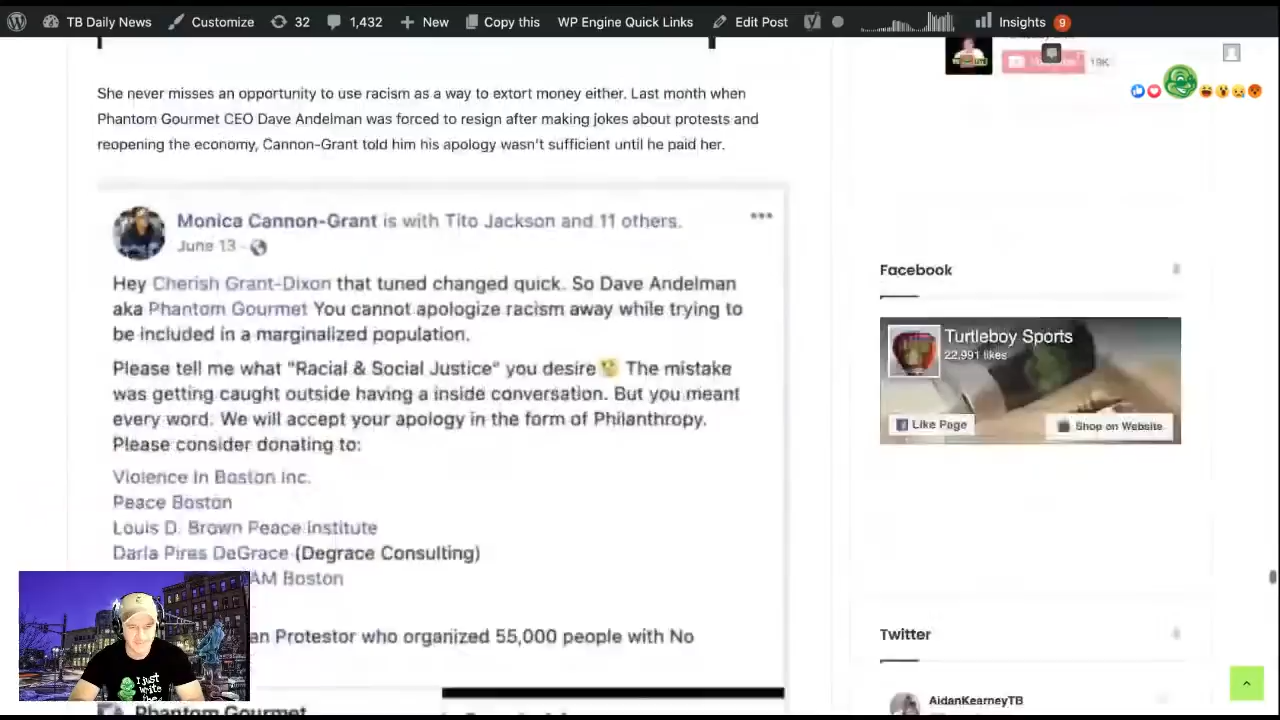 TB Daily News Customize 32 1,432 New Copy this WP Engine Quick Links Edit Post Insights 9
19K
She never misses an opportunity to use racism as a way to extort money either. Last month when
Phantom Gourmet CEO Dave Andelman was forced to resign after making jokes about protests and
reopening the economy, Cannon-Grant told him his apology wasn't sufficient until he paid her.
Monica Cannon-Grant is with Tito Jackson and 11 others.
June 13
Hey Cherish Grant-Dixon that tuned changed quick. So Dave Andelman
aka Phantom Gourmet You cannot apologize racism away while trying to
be included in a marginalized population.
Please tell me what "Racial & Social Justice" you desire The mistake
was getting caught outside having a inside conversation. But you meant
every word. We will accept your apology in the form of Philanthropy.
Please consider donating to:
Violence In Boston Inc.
Peace Boston
Louis D. Brown Peace Institute
Darla Pires DeGrace (Degrace Consulting)
AM Boston
an Protestor who organized 55,000 people with No
Phantom Gourmet
Facebook
Turtleboy Sports
22,991 likes
Like Page
Shop on Website
Twitter
AidanKearneyTB
I just
write
the